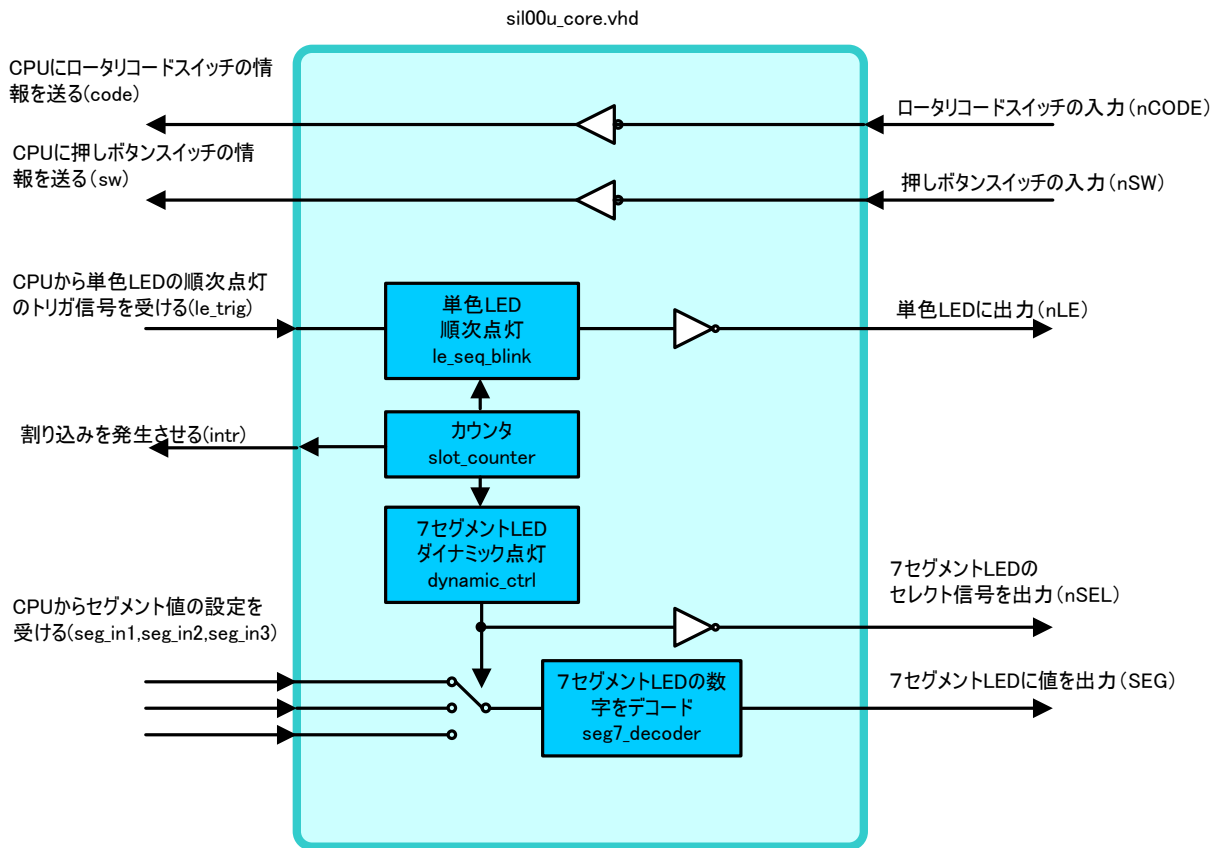 sil00u_core.vhd
CPUにロータリコードスイッチの情
報を送る(code)
ロータリコードスイッチの入力(nCODE)
CPUに押しボタンスイッチの情
報を送る(sw)
押しボタンスイッチの入力(nSW)
CPUから単色LEDの順次点灯
のトリガ信号を受ける(le_trig)
単色LED
順次点灯
le_seq_blink
単色LEDに出力(nLE)
割り込みを発生させる(intr)
カウンタ
slot_counter
7セグメントLED
ダイナミック点灯
dynamic_ctrl
7セグメントLEDの
セレクト信号を出力(nSEL)
CPUからセグメント値の設定を
受ける(seg_in1,seg_in2,seg_in3)
7セグメントLEDの数
字をデコード
seg7_decoder
7セグメントLEDに値を出力(SEG)